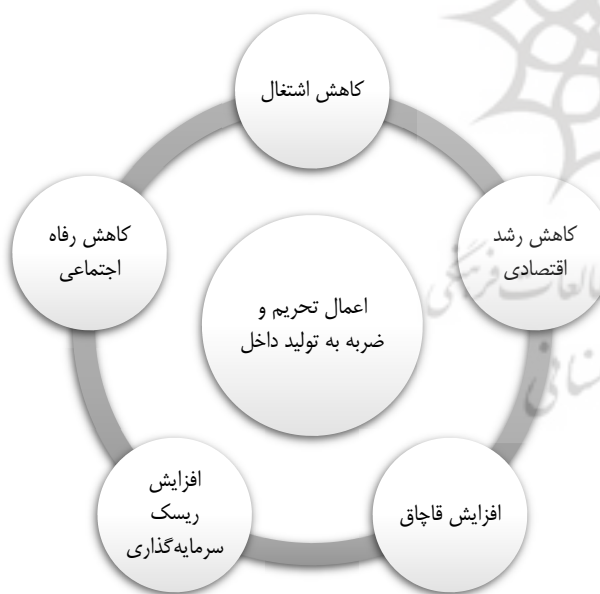 کاهش اشتغال
کاهش رشد
اقتصادی
افزایش قاچاق
افزایش
ریسک
سرمایه‌گذاری
کاهش رفاه
اجتماعی
اعمال تحریم و
ضربه به تولید داخل